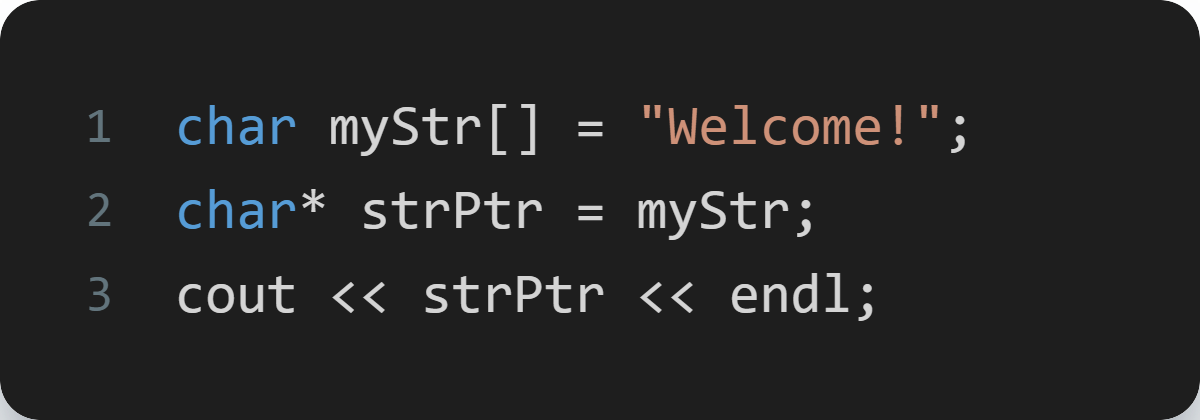 1 char myStr[] = "Welcome!";
2 char* strPtr = myStr;
3 cout << strPtr << endl;